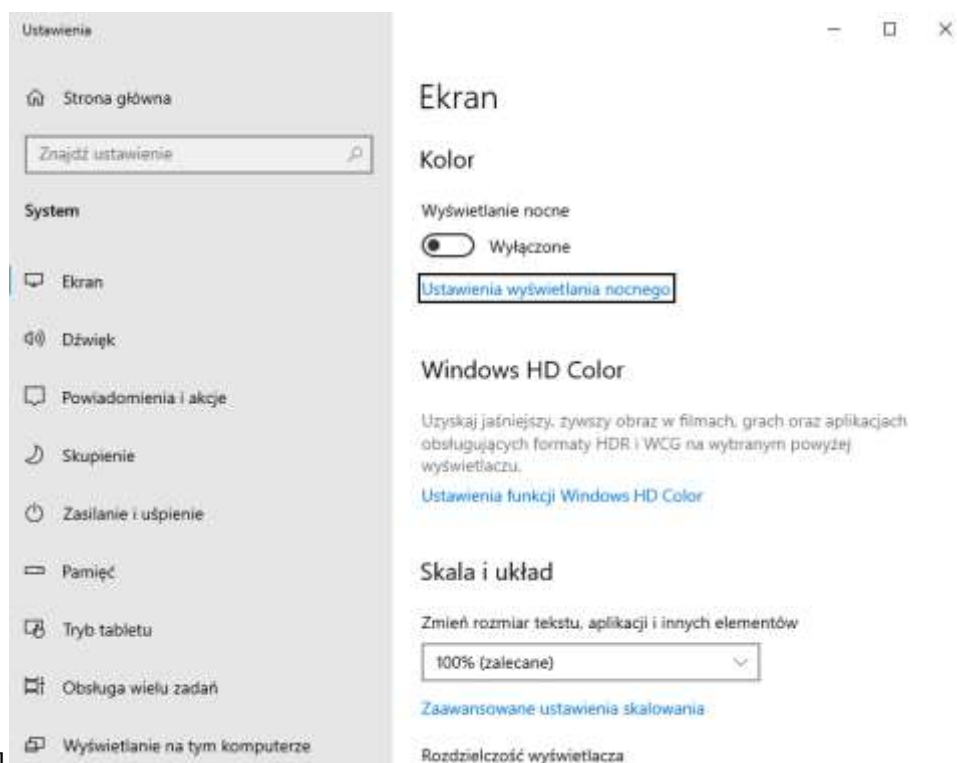 Ustawienia
Strona główna
Znajdź ustawienie
System
Ekran
Dźwięk
Powiadomienia i akcje
Skupienie
Zasilanie i uśpienie
Pamięć
Tryb tabletu
Obsługa wielu zadań
Wyświetlanie na tym komputerze
Ekran
Kolor
Wyświetlanie nocne
Wyłączone
Ustawienia wyświetlania nocnego
Windows HD Color
Uzyskaj jaśniejszy, żywszy obraz w filmach, grach oraz aplikacjach
obsługujących formaty HDR i WCG na wybranym powyżej
wyświetlaczu.
Ustawienia funkcji Windows HD Color
Skala i układ
Zmień rozmiar tekstu, aplikacji i innych elementów
100% (zalecane)
Zaawansowane ustawienia skalowania
Rozdzielczość wyświetlacza